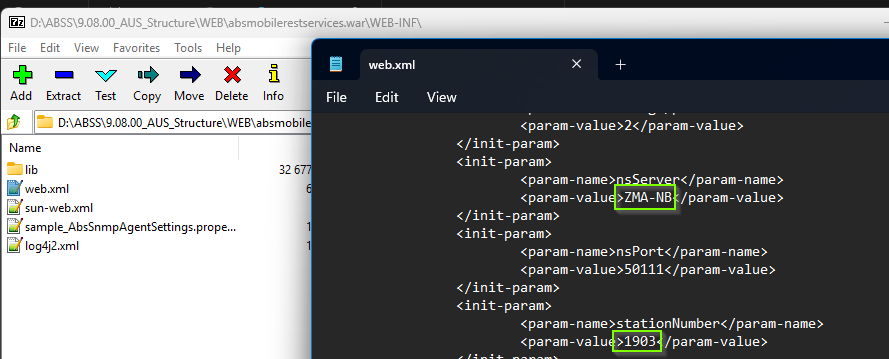 7z D:\ABSS\9.08.00_AUS_Structure\WEB\absmobilerestservices.war\WEB-INF\
File Edit View Favorites Tools Help
Add Extract Test Copy Move Delete Info
D:\ABSS\9.08.00_AUS_Structure\WEB\absmobile
Name
lib 32 677
web.xml 6
sun-web.xml
sample_AbsSnmpAgentSettings.prope... 1
log4j2.xml 1
web.xml
File Edit View
<param-value>2</param-value>
</init-param>
<init-param>
<param-name>nsServer</param-name>
<param-value>ZMA-NB</param-value>
</init-param>
<init-param>
<param-name>nsPort</param-name>
<param-value>50111</param-value>
</init-param>
<init-param>
<param-name>stationNumber</param-name>
<param-value>1903</param-value>
</init-param>